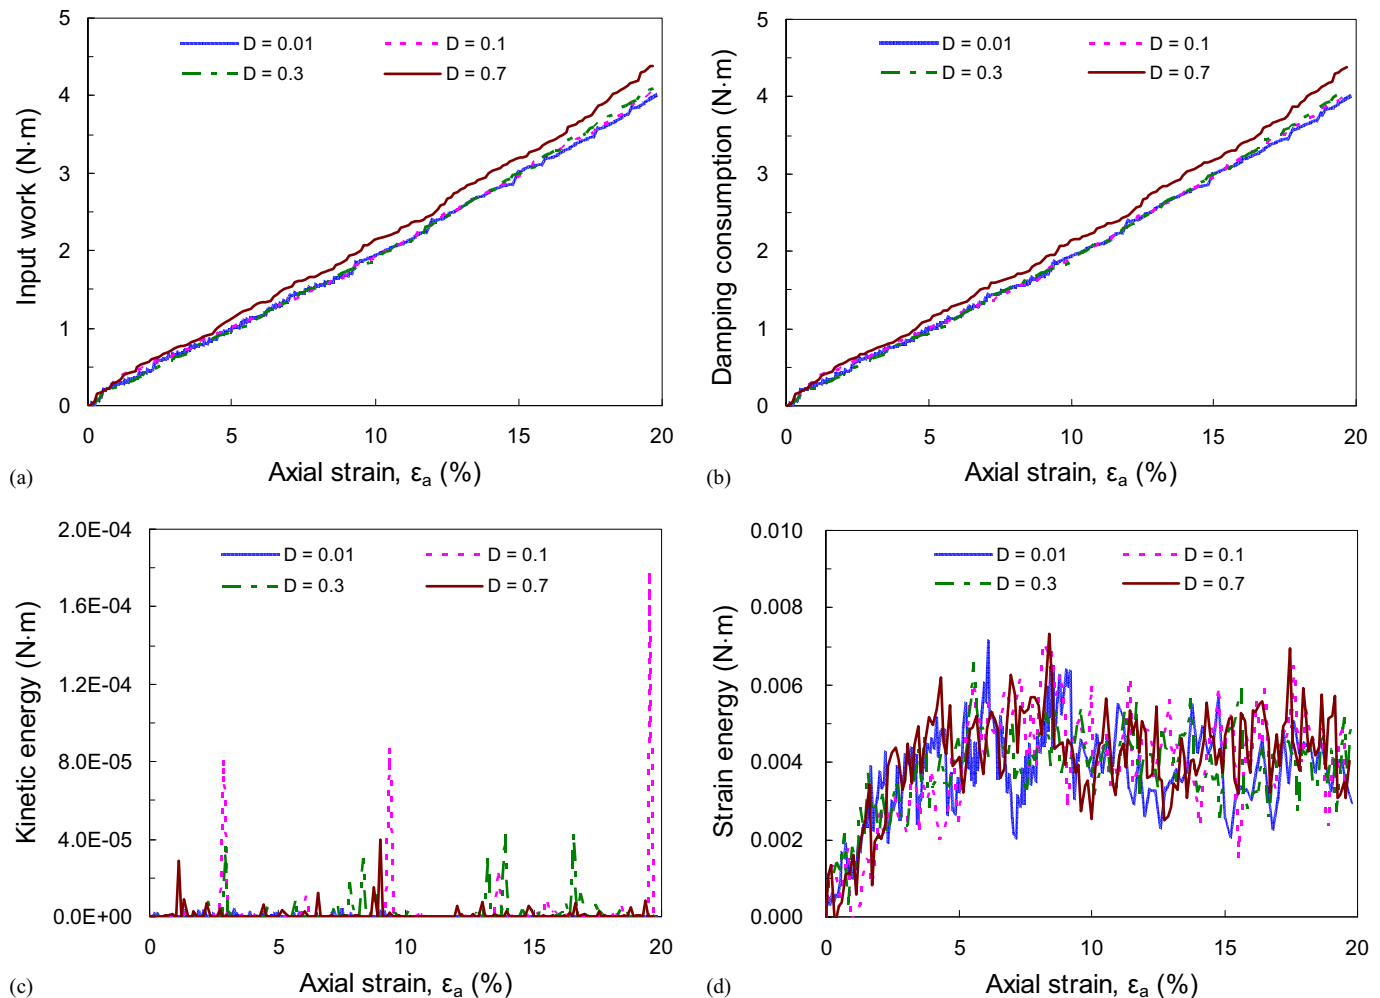 5
4
3
2
1
0
Input work (N·m)
D = 0.01
D = 0.1
D = 0.3
D = 0.7
0
5
10
15
20
Axial strain, εa (%)
(a)
5
4
3
2
1
0
Damping consumption (N·m)
D = 0.01
D = 0.1
D = 0.3
D = 0.7
0
5
10
15
20
Axial strain, εa (%)
(b)
2.0E-04
1.6E-04
1.2E-04
8.0E-05
4.0E-05
0.0E+00
Kinetic energy (N·m)
D = 0.01
D = 0.1
D = 0.3
D = 0.7
0
5
10
15
20
Axial strain, εa (%)
(c)
0.010
0.008
0.006
0.004
0.002
0.000
Strain energy (N·m)
D = 0.01
D = 0.1
D = 0.3
D = 0.7
0
5
10
15
20
Axial strain, εa (%)
(d)